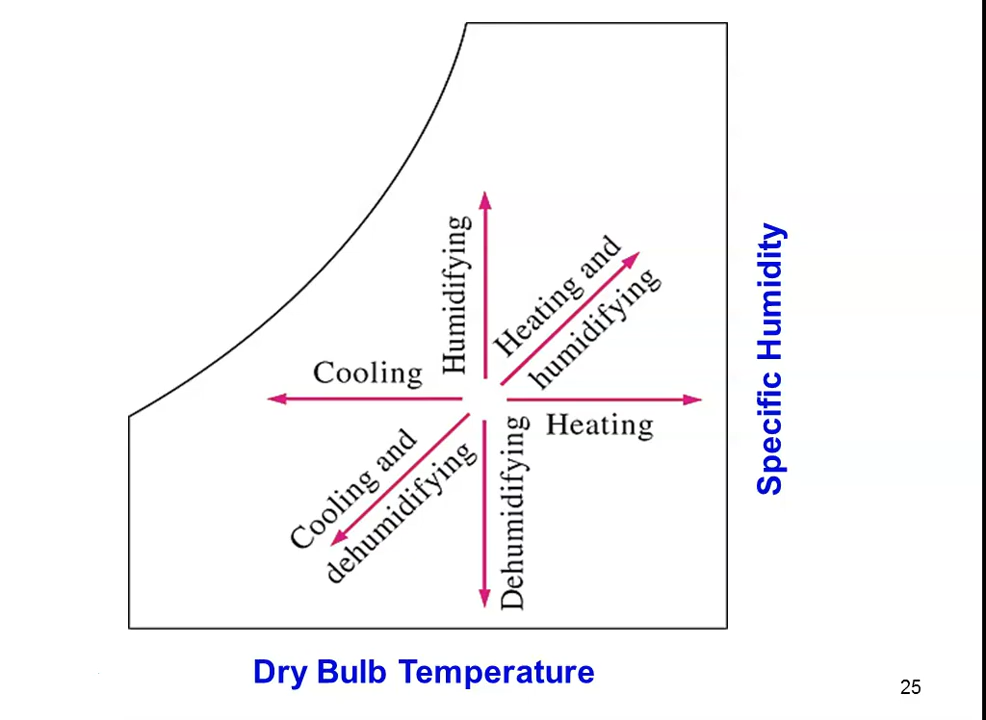 Humidifying
Heating and
humidifying
Specific Humidity
Cooling
Heating
Cooling and
dehumidifying
Dehumidifying
Dry Bulb Temperature
25